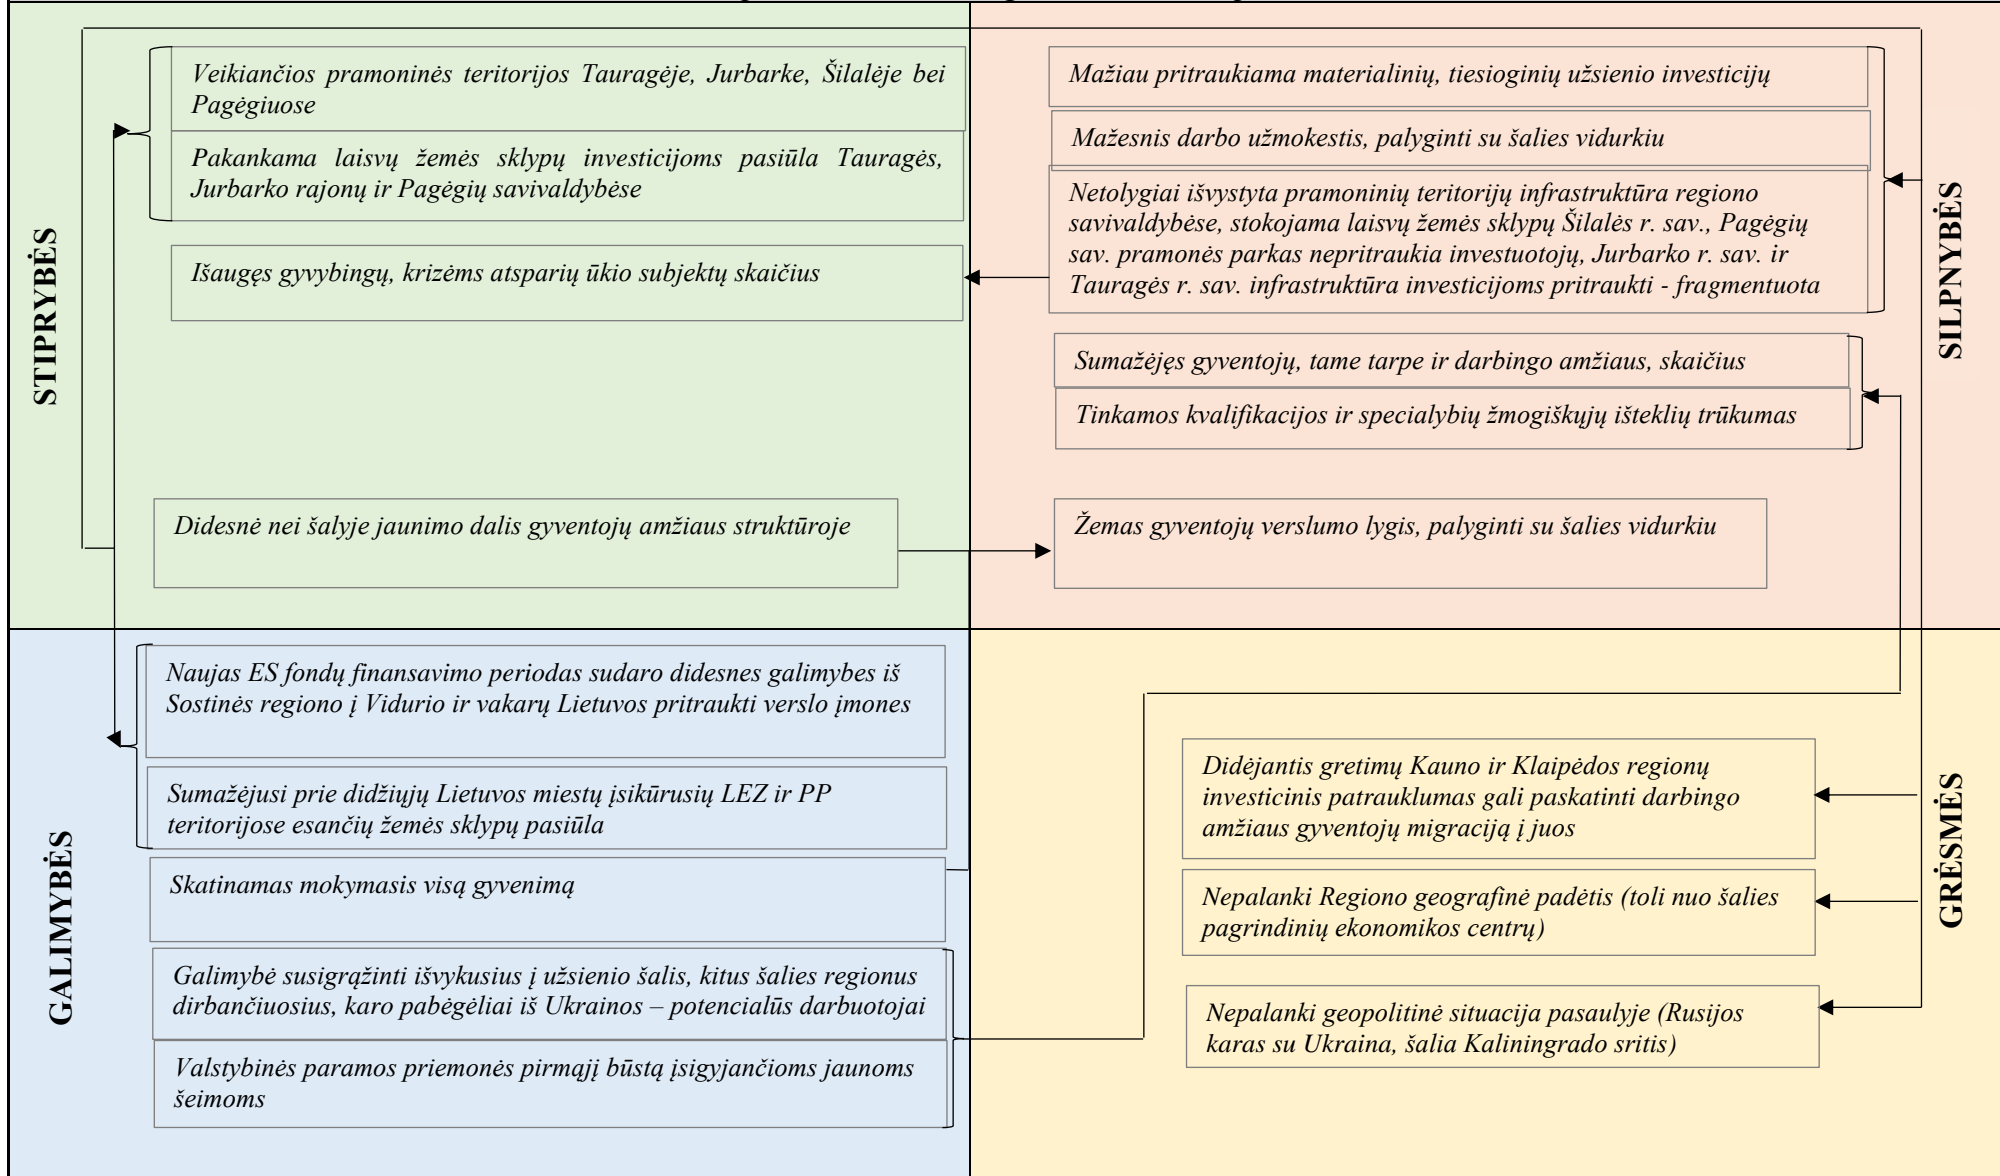 STIPRYBĖS
Veikiančios pramoninės teritorijos Tauragėje, Jurbarke, Šilalėje bei
Pagėgiuose
Pakankama laisvų žemės sklypų investicijoms pasiūla Tauragės,
Jurbarko rajonų ir Pagėgių savivaldybėse
Išaugęs gyvybingų, krizėms atsparių ūkio subjektų skaičius
Didesnė nei šalyje jaunimo dalis gyventojų amžiaus struktūroje
SILPNYBĖS
Mažiau pritraukiama materialinių, tiesioginių užsienio investicijų
Mažesnis darbo užmokestis, palyginti su šalies vidurkiu
Netolygiai išvystyta pramoninių teritorijų infrastruktūra regiono
savivaldybėse, stokojama laisvų žemės sklypų Šilalės r. sav., Pagėgių
sav. pramonės parkas nepritraukia investuotojų, Jurbarko r. sav. ir
Tauragės r. sav. infrastruktūra investicijoms pritraukti - fragmentuota
Sumažėjęs gyventojų, tame tarpe ir darbingo amžiaus, skaičius
Tinkamos kvalifikacijos ir specialybių žmogiškųjų išteklių trūkumas
Žemas gyventojų verslumo lygis, palyginti su šalies vidurkiu
GALIMYBĖS
Naujas ES fondų finansavimo periodas sudaro didesnes galimybes iš
Sostinės regiono į Vidurio ir vakarų Lietuvos pritraukti verslo įmones
Sumažėjusi prie didžiųjų Lietuvos miestų įsikūrusių LEZ ir PP
teritorijose esančių žemės sklypų pasiūla
Skatinamas mokymasis visą gyvenimą
Galimybė susigrąžinti išvykusius į užsienio šalis, kitus šalies regionus
dirbančiuosius, karo pabėgėliai iš Ukrainos – potencialūs darbuotojai
Valstybinės paramos priemonės pirmąjį būstą įsigyjančioms jaunoms
šeimoms
GRĖSMĖS
Didėjantis gretimų Kauno ir Klaipėdos regionų
investicinis patrauklumas gali paskatinti darbingo
amžiaus gyventojų migraciją į juos
Nepalanki Regiono geografinė padėtis (toli nuo šalies
pagrindinių ekonomikos centrų)
Nepalanki geopolitinė situacija pasaulyje (Rusijos
karas su Ukraina, šalia Kaliningrado sritis)